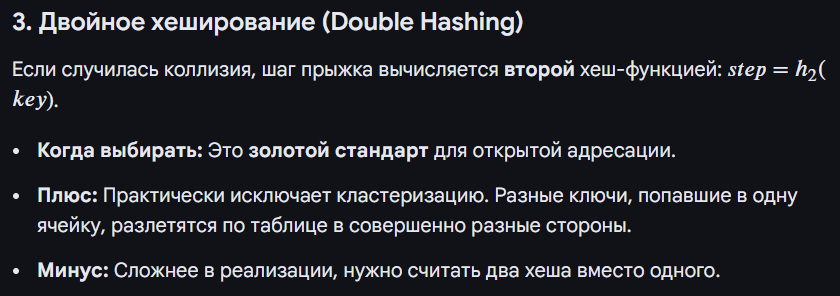 3. Двойное хеширование (Double Hashing)
Если случилась коллизия, шаг прыжка вычисляется второй хеш-функцией: step = h₂(
key).
• Когда выбирать: Это золотой стандарт для открытой адресации.
• Плюс: Практически исключает кластеризацию. Разные ключи, попавшие в одну
ячейку, разлетятся по таблице в совершенно разные стороны.
• Минус: Сложнее в реализации, нужно считать два хеша вместо одного.